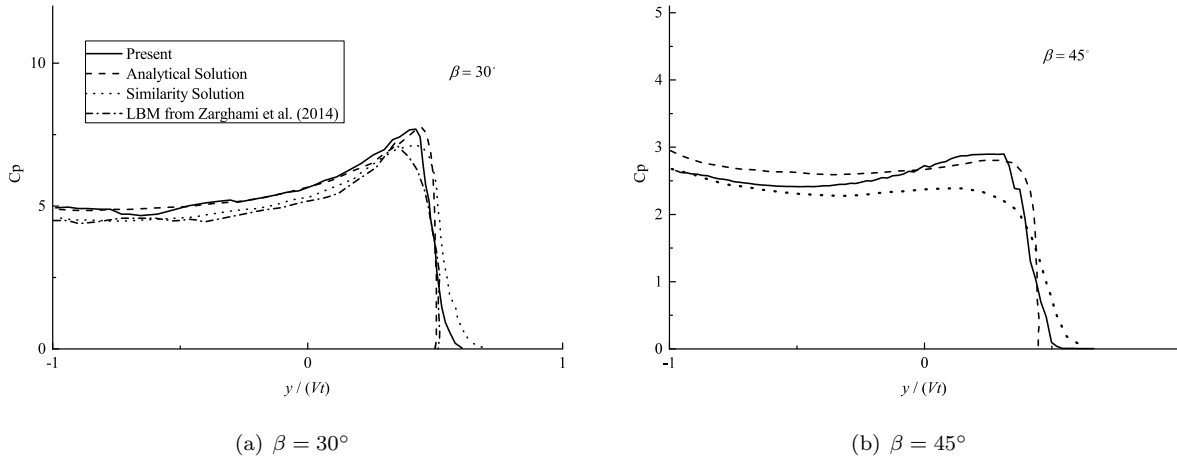 10
5
0
Cp
Present
Analytical Solution
Similarity Solution
LBM from Zarghami et al. (2014)
β = 30°
-1
0
1
y / (Vt)
(a) β = 30°
5
4
3
2
1
0
Cp
β = 45°
-1
0
y / (Vt)
(b) β = 45°